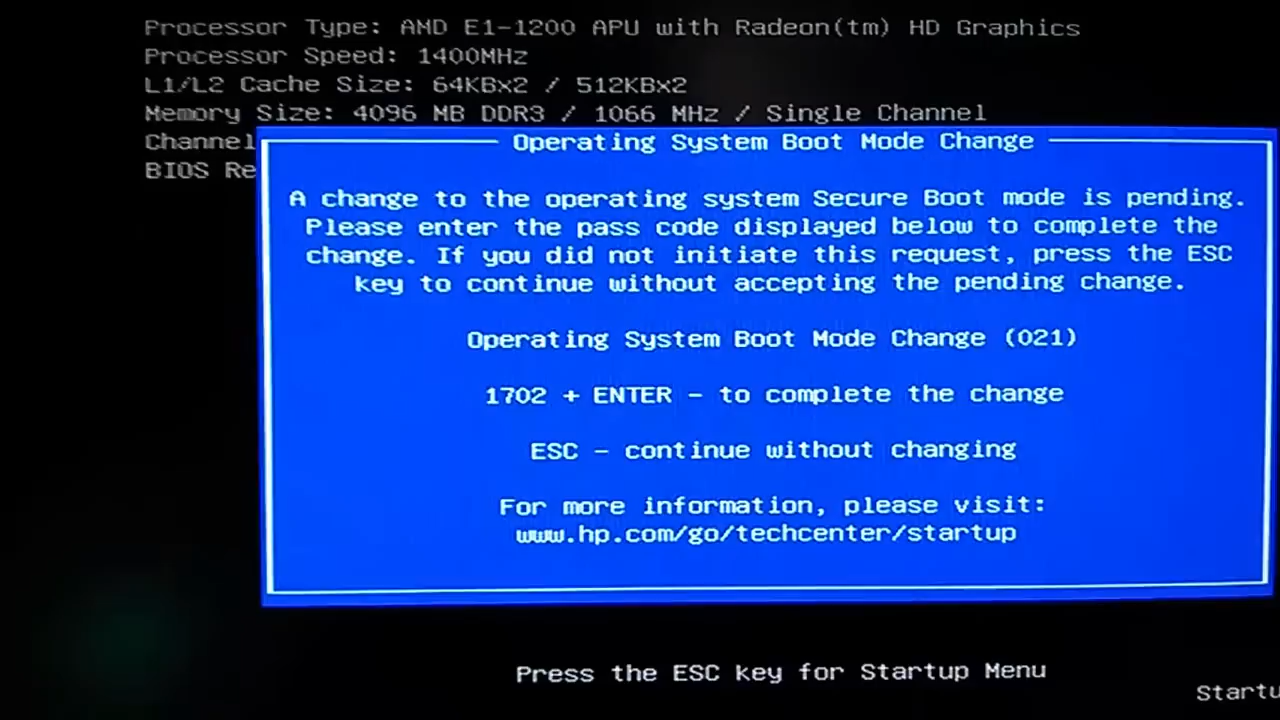 Processor Type: AMD E1-1200 APU with Radeon(tm) HD Graphics
Processor Speed: 1400MHz
L1/L2 Cache Size: 64KBx2 / 512KBx2
Memory Size: 4096 MB DDR3 / 1066 MHz / Single Channel
Channel
BIOS Re
Operating System Boot Mode Change
A change to the operating system Secure Boot mode is pending.
Please enter the pass code displayed below to complete the
change. If you did not initiate this request, press the ESC
key to continue without accepting the pending change.
Operating System Boot Mode Change (021)
1702 + ENTER - to complete the change
ESC - continue without changing
For more information, please visit:
www.hp.com/go/techcenter/startup
Press the ESC key for Startup Menu
Startu